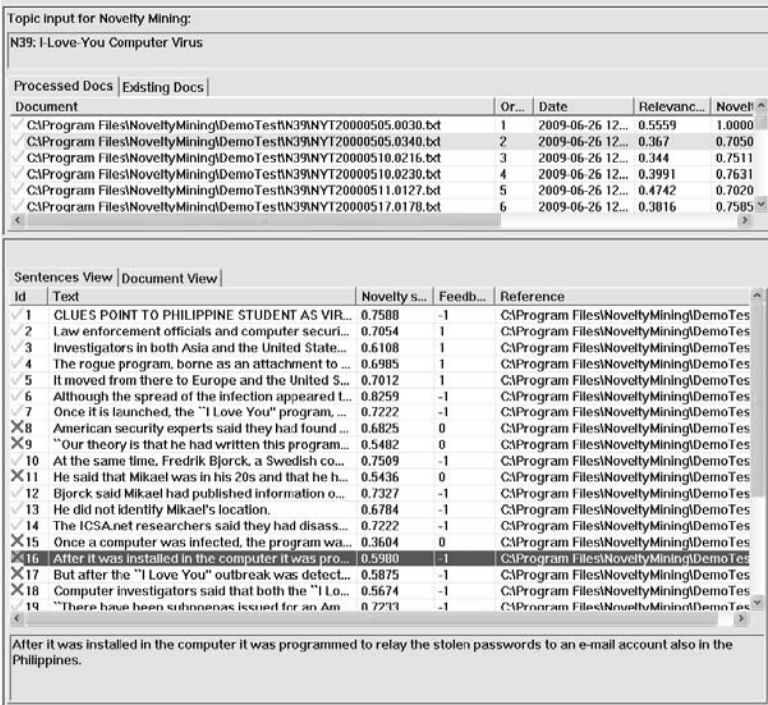 Topic input for Novelty Mining:
N39: I-Love-You Computer Virus
Processed Docs Existing Docs
Document Or... Date Relevanc... Novelt
C:\Program Files\NoveltyMining\DemoTest\N39\NYT20000505.0030.txt 1 2009-06-26 12... 0.5559 1.0000
C:\Program Files\NoveltyMining\DemoTest\N39\NYT20000505.0340.txt 2 2009-06-26 12... 0.367 0.7050
C:\Program Files\NoveltyMining\DemoTest\N39\NYT20000510.0216.txt 3 2009-06-26 12... 0.344 0.7511
C:\Program Files\NoveltyMining\DemoTest\N39\NYT20000510.0230.txt 4 2009-06-26 12... 0.3991 0.7631
C:\Program Files\NoveltyMining\DemoTest\N39\NYT20000511.0127.txt 5 2009-06-26 12... 0.4742 0.7020
C:\Program Files\NoveltyMining\DemoTest\N39\NYT20000517.0178.txt 6 2009-06-26 12... 0.3816 0.7585
Sentences View Document View
Id Text Novelty s... Feedb... Reference
1 CLUES POINT TO PHILIPPINE STUDENT AS VIR... 0.7588 -1 C:\Program Files\NoveltyMining\DemoTes
2 Law enforcement officials and computer securi... 0.7054 1 C:\Program Files\NoveltyMining\DemoTes
3 Investigators in both Asia and the United State... 0.6108 1 C:\Program Files\NoveltyMining\DemoTes
4 The rogue program, borne as an attachment to ... 0.6985 1 C:\Program Files\NoveltyMining\DemoTes
5 It moved from there to Europe and the United S... 0.7012 1 C:\Program Files\NoveltyMining\DemoTes
6 Although the spread of the infection appeared t... 0.8259 -1 C:\Program Files\NoveltyMining\DemoTes
7 Once it is launched, the ``I Love You'' program, ... 0.7222 -1 C:\Program Files\NoveltyMining\DemoTes
8 American security experts said they had found ... 0.6825 0 C:\Program Files\NoveltyMining\DemoTes
9 ``Our theory is that he had written this program... 0.5482 0 C:\Program Files\NoveltyMining\DemoTes
10 At the same time, Fredrik Bjorck, a Swedish co... 0.7509 -1 C:\Program Files\NoveltyMining\DemoTes
11 He said that Mikael was in his 20s and that he h... 0.5436 0 C:\Program Files\NoveltyMining\DemoTes
12 Bjorck said Mikael had published information o... 0.7327 -1 C:\Program Files\NoveltyMining\DemoTes
13 He did not identify Mikael's location. 0.6784 -1 C:\Program Files\NoveltyMining\DemoTes
14 The ICSA.net researchers said they had disass... 0.7222 -1 C:\Program Files\NoveltyMining\DemoTes
15 Once a computer was infected, the program wa... 0.3604 0 C:\Program Files\NoveltyMining\DemoTes
16 After it was installed in the computer it was pro... 0.5980 -1 C:\Program Files\NoveltyMining\DemoTes
17 But after the ``I Love You'' outbreak was detect... 0.5875 -1 C:\Program Files\NoveltyMining\DemoTes
18 Computer investigators said that both the ``I Lo... 0.5674 -1 C:\Program Files\NoveltyMining\DemoTes
19 ``There have been subpoenas issued for an Am... 0.7233 -1 C:\Program Files\NoveltyMining\DemoTes
After it was installed in the computer it was programmed to relay the stolen passwords to an e-mail account also in the
Philippines.